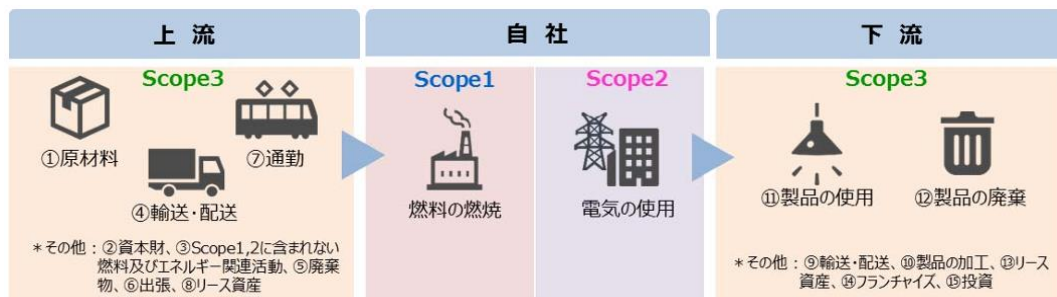 上流
Scope3
①原材料
⑦通勤
④輸送・配送
＊その他：②資本財、③Scope1,2に含まれない
燃料及びエネルギー関連活動、⑤廃棄
物、⑥出張、⑧リース資産
自社
Scope1
燃料の燃焼
Scope2
電気の使用
下流
Scope3
⑪製品の使用
⑫製品の廃棄
＊その他：⑨輸送・配送、⑩製品の加工、⑬リース
資産、⑭フランチャイズ、⑮投資